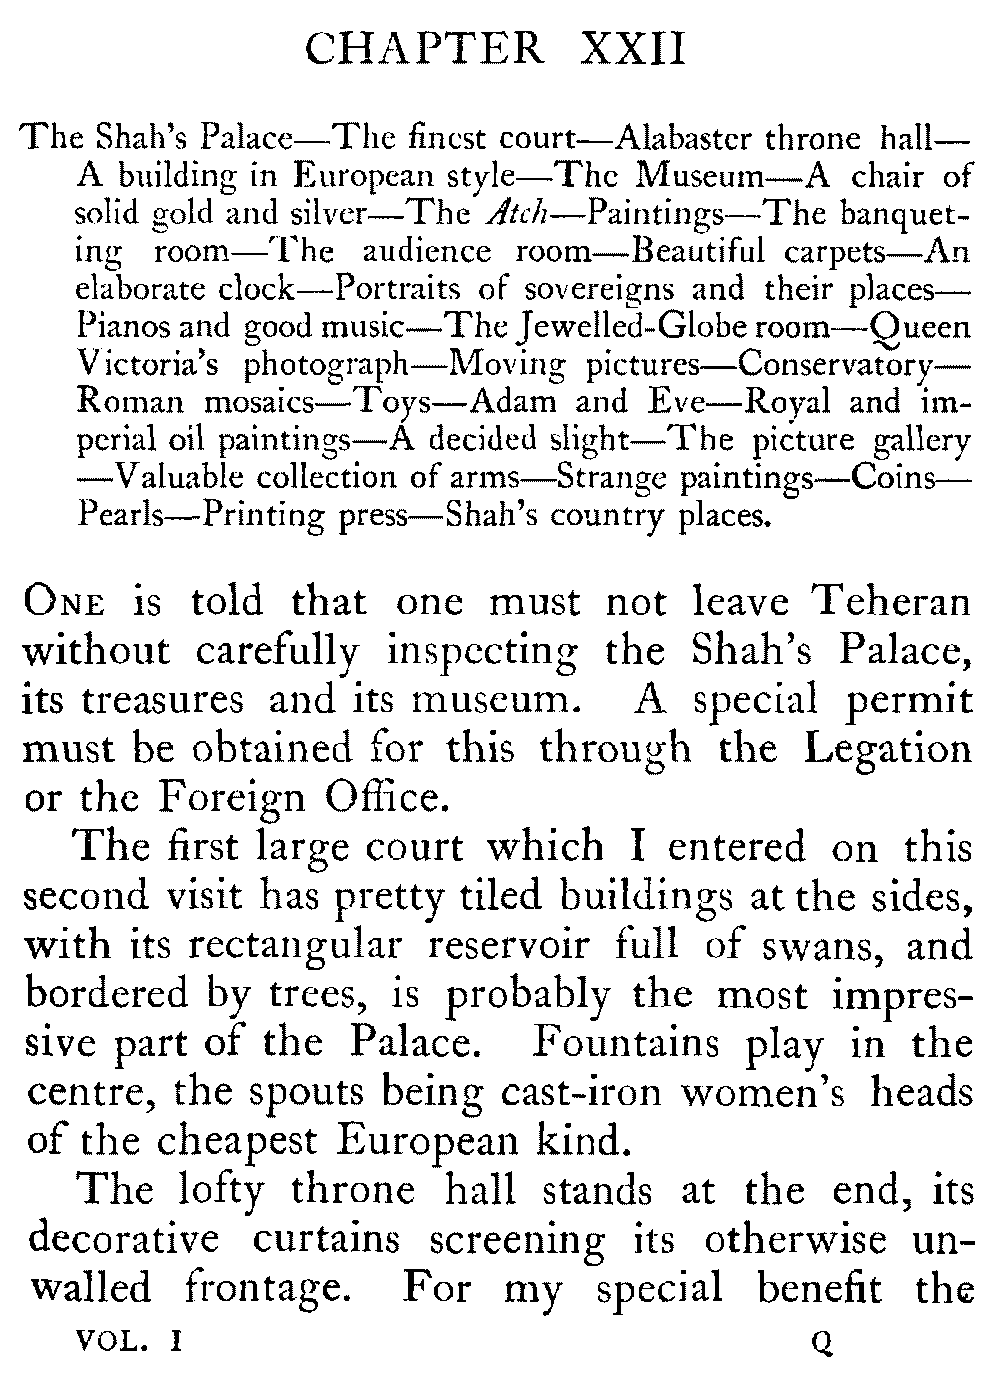 CHAPTER XXII
The Shah's Palace—The finest court—Alabaster throne hall—
A building in European style—The Museum—A chair of
solid gold and silver—The Atch—Paintings—The banquet-
ing room—The audience room—Beautiful carpets—An
elaborate clock—Portraits of sovereigns and their places—
Pianos and good music—The Jewelled-Globe room—Queen
Victoria's photograph—Moving pictures—Conservatory—
Roman mosaics—Toys—Adam and Eve—Royal and im-
perial oil paintings—A decided slight—The picture gallery
—Valuable collection of arms—Strange paintings—Coins—
Pearls—Printing press—Shah's country places.
ONE is told that one must not leave Teheran
without carefully inspecting the Shah's Palace,
its treasures and its museum. A special permit
must be obtained for this through the Legation
or the Foreign Office.
The first large court which I entered on this
second visit has pretty tiled buildings at the sides,
with its rectangular reservoir full of swans, and
bordered by trees, is probably the most impres-
sive part of the Palace. Fountains play in the
centre, the spouts being cast-iron women's heads
of the cheapest European kind.
The lofty throne hall stands at the end, its
decorative curtains screening its otherwise un-
walled frontage. For my special benefit the
VOL. I Q